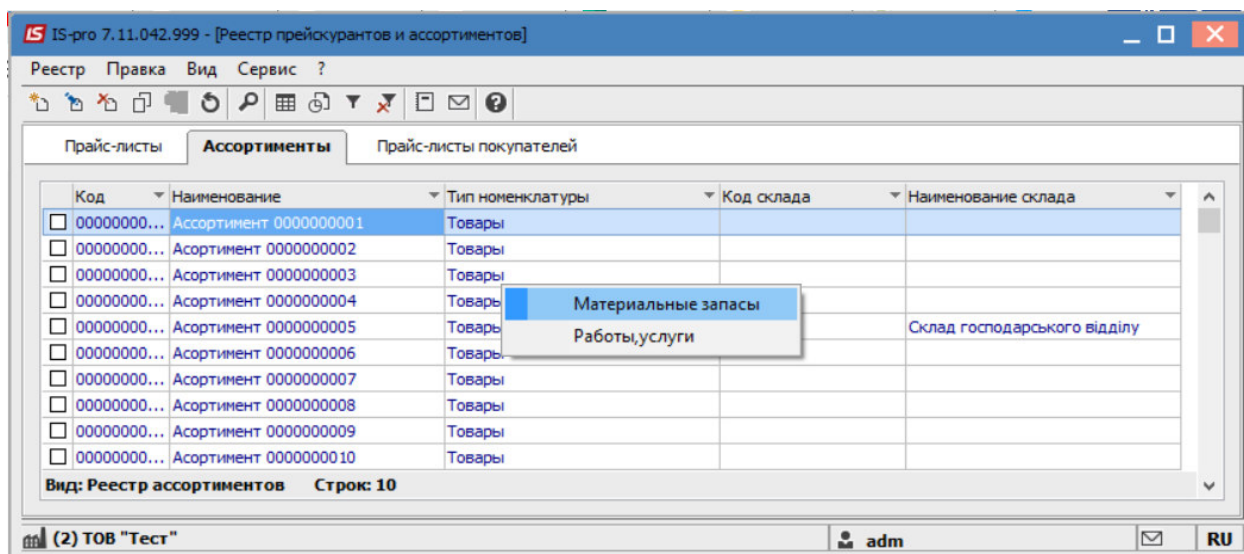 IS IS-pro 7.11.042.999 - [Реестр прейскурантов и ассортиментов]
Реестр Правка Вид Сервис ?
Прайс-листы Ассортименты Прайс-листы покупателей
Код Наименование Тип номенклатуры Код склада Наименование склада
00000000... Ассортимент 0000000001 Товары
00000000... Асортимент 0000000002 Товары
00000000... Асортимент 0000000003 Товары
00000000... Асортимент 0000000004 Товары
Материальные запасы
00000000... Асортимент 0000000005 Товары Склад господарського відділу
Работы,услуги
00000000... Асортимент 0000000006 Товары
00000000... Асортимент 0000000007 Товары
00000000... Асортимент 0000000008 Товары
00000000... Асортимент 0000000009 Товары
00000000... Асортимент 0000000010 Товары
Вид: Реестр ассортиментов Строк: 10
(2) ТОВ "Тест" adm RU